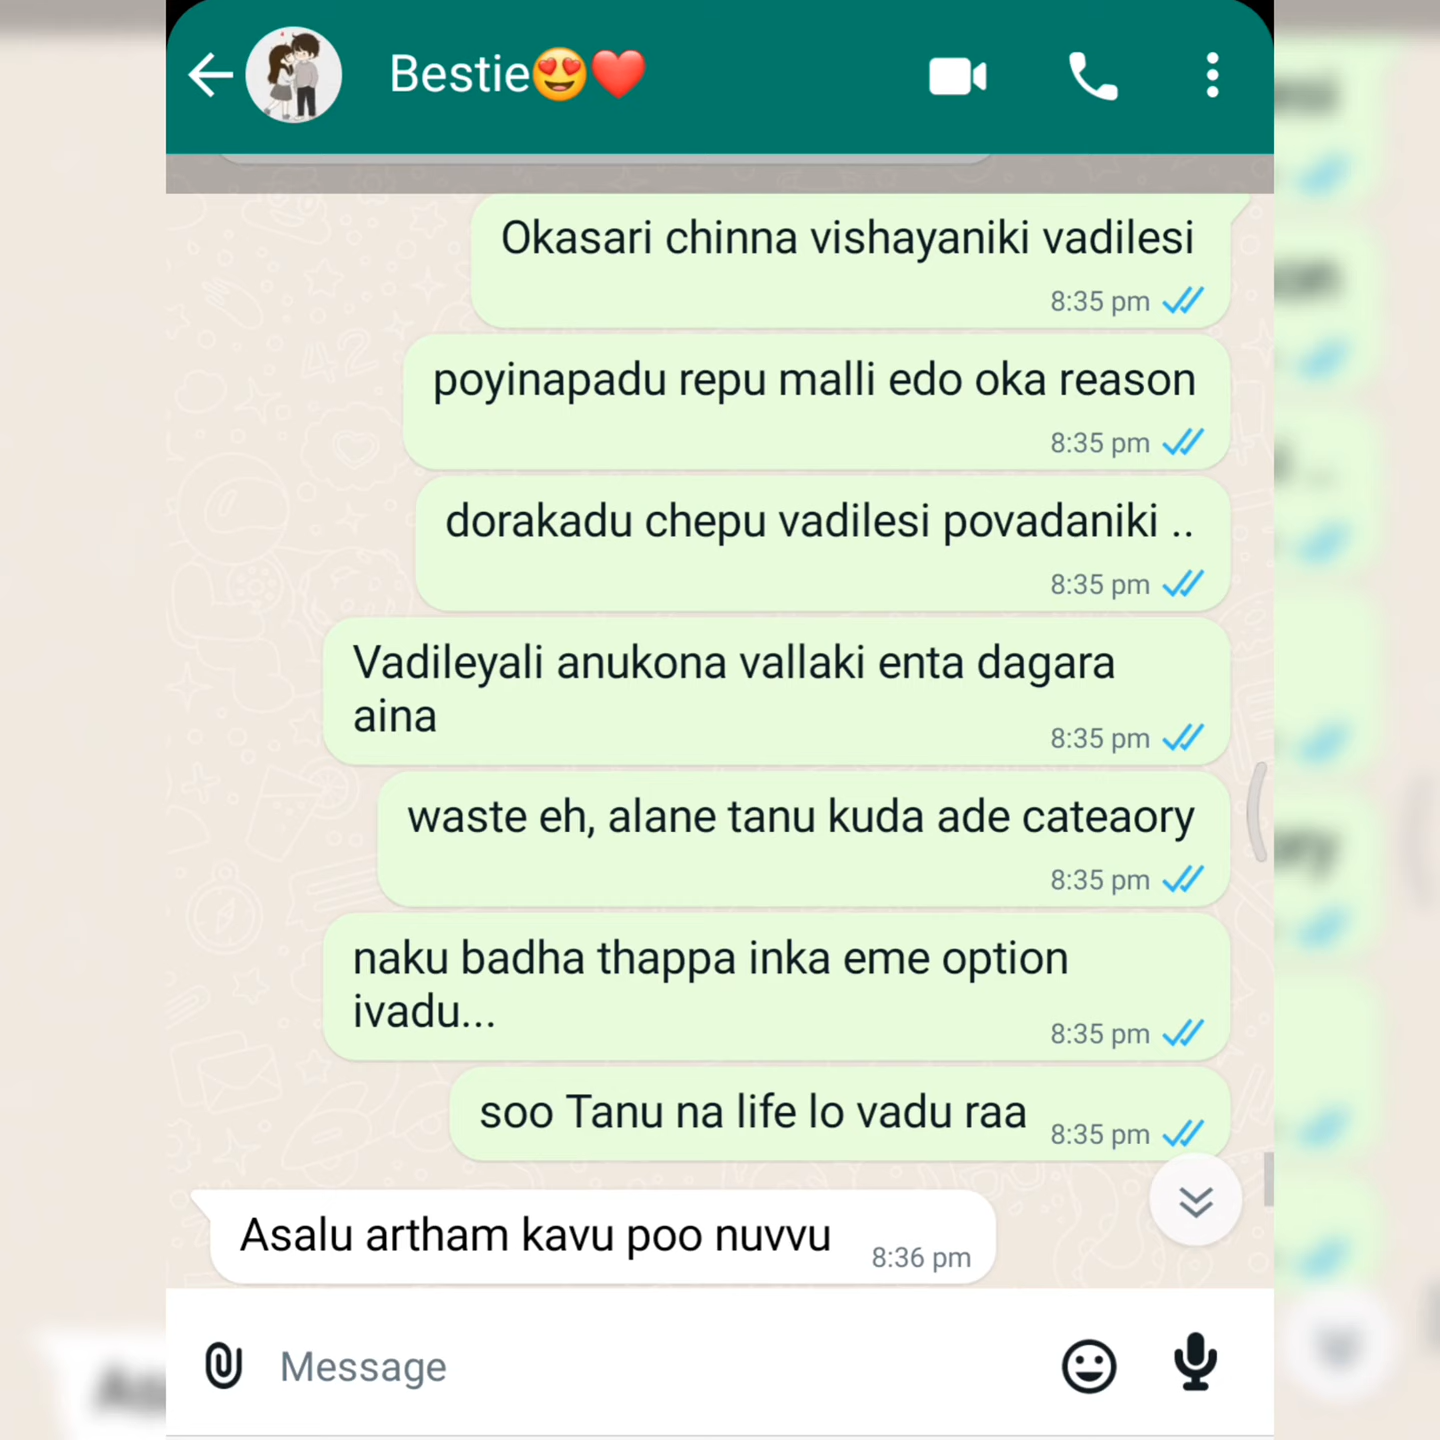 Bestie😍❤️
Okasari chinna vishayaniki vadilesi
8:35 pm
poyinapadu repu malli edo oka reason
8:35 pm
dorakadu chepu vadilesi povadaniki ..
8:35 pm
Vadileyali anukona vallaki enta dagara
aina
8:35 pm
waste eh, alane tanu kuda ade cateaory
8:35 pm
naku badha thappa inka eme option
ivadu...
8:35 pm
soo Tanu na life lo vadu raa
8:35 pm
Asalu artham kavu poo nuvvu
8:36 pm
Message